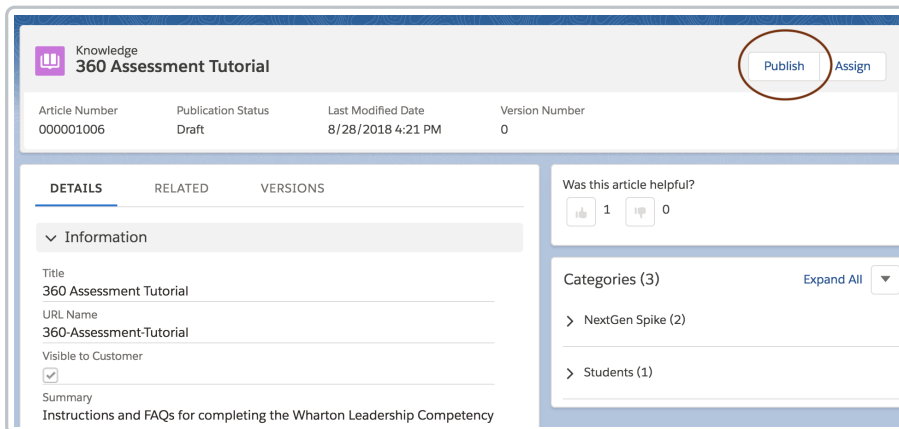 Knowledge
360 Assessment Tutorial
Publish
Assign
Article Number
Publication Status
Last Modified Date
Version Number
000001006
Draft
8/28/2018 4:21 PM
0
DETAILS
RELATED
VERSIONS
Information
Title
360 Assessment Tutorial
URL Name
360-Assessment-Tutorial
Visible to Customer
Summary
Instructions and FAQs for completing the Wharton Leadership Competency
Was this article helpful?
1
0
Categories (3)
Expand All
NextGen Spike (2)
Students (1)